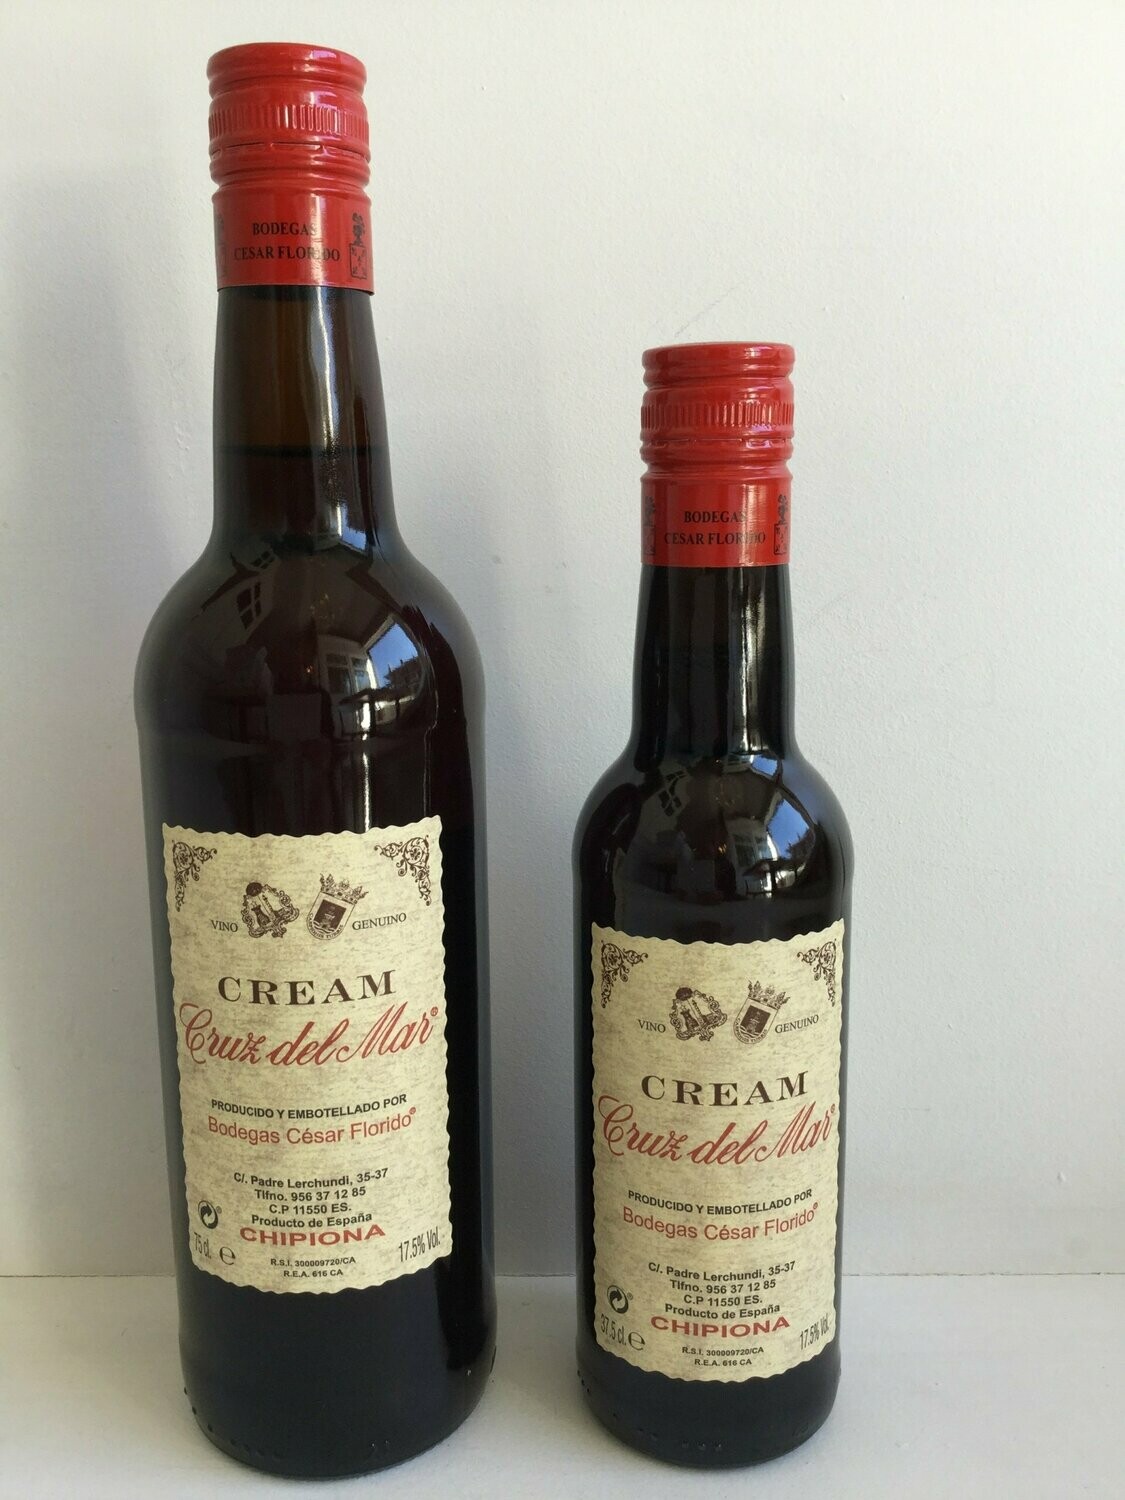 BODEGAS
CESAR FLORIDO
VINO GENUINO
CREAM
Cruz del Mar®
PRODUCIDO Y EMBOTELLADO POR
Bodegas César Florido®
C/. Padre Lerchundi, 35-37
Tlfno. 956 37 12 85
C.P 11550 ES.
Producto de España
CHIPIONA
75 cl. ℮ 17.5% Vol.
R.S.I. 300009720/CA
R.E.A. 616 CA
BODEGAS
CESAR FLORIDO
VINO GENUINO
CREAM
Cruz del Mar®
PRODUCIDO Y EMBOTELLADO POR
Bodegas César Florido®
C/. Padre Lerchundi, 35-37
Tlfno. 956 37 12 85
C.P 11550 ES.
Producto de España
CHIPIONA
37.5 cl. ℮ 17.5% Vol.
R.S.I. 300009720/CA
R.E.A. 616 CA